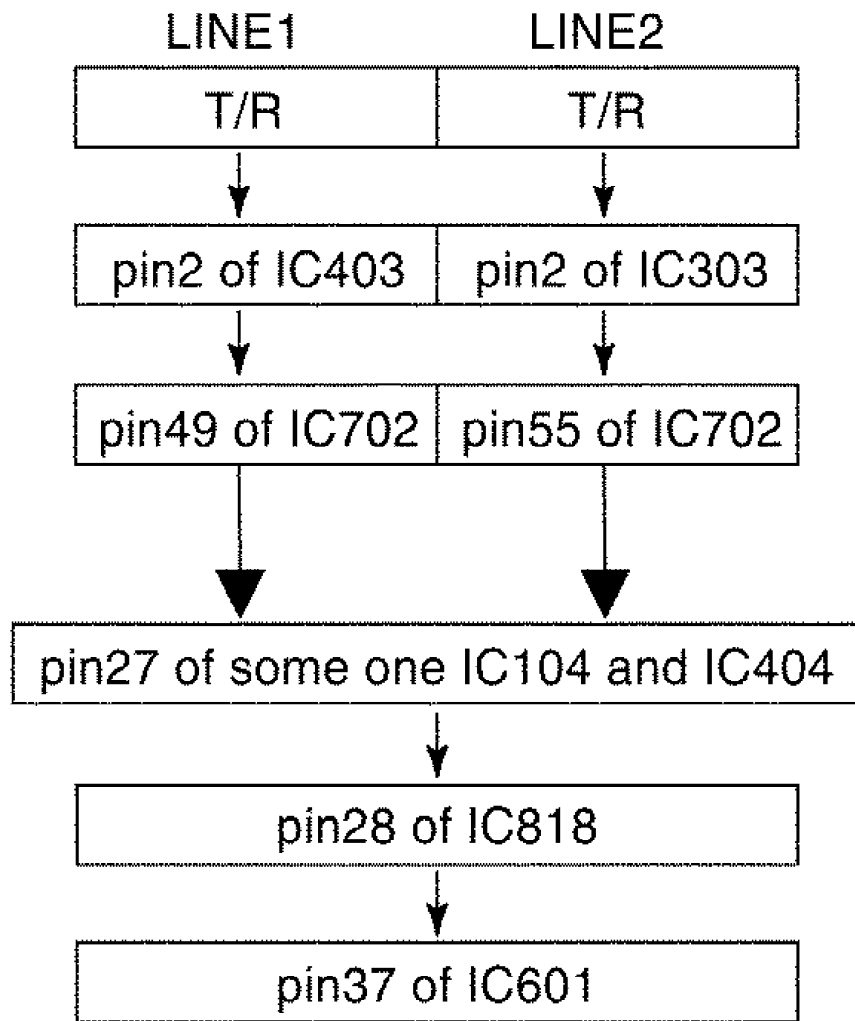 LINE1 LINE2
T/R T/R
pin2 of IC403 pin2 of IC303
pin49 of IC702 pin55 of IC702
pin27 of some one IC104 and IC404
pin28 of IC818
pin37 of IC601